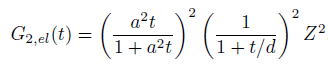 G_{2,el}(t) = \left( \frac{a^2 t}{1 + a^2 t} \right)^2 \left( \frac{1}{1 + t/d} \right)^2 Z^2